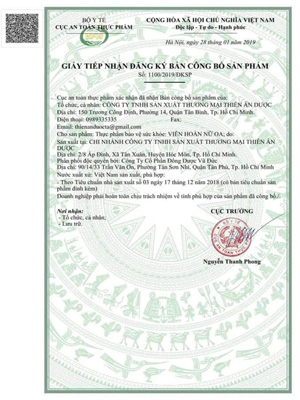 BỘ Y TẾ
CỤC AN TOÀN THỰC PHẨM
CỘNG HÒA XÃ HỘI CHỦ NGHĨA VIỆT NAM
Độc lập - Tự do - Hạnh phúc
Hà Nội, ngày 28 tháng 01 năm 2019
GIẤY TIẾP NHẬN ĐĂNG KÝ BẢN CÔNG BỐ SẢN PHẨM
Số: 1100/2019/ĐKSP
Cục an toàn thực phẩm xác nhận đã nhận Bản công bố sản phẩm của:
Tổ chức, cá nhân: CÔNG TY TNHH SẢN XUẤT THƯƠNG MẠI THIÊN ÂN DƯỢC
Địa chỉ: 150 Trương Công Định, Phường 14, Quận Tân Bình, Tp. Hồ Chí Minh
Điện thoại: 0989335335 Fax:
Email: thienanduocta@gmail.com
Cho sản phẩm: Thực phẩm bảo vệ sức khỏe: VIÊN HOÀN NỮ OA; do:
Sản xuất tại: CHI NHÁNH CÔNG TY TNHH SẢN XUẤT THƯƠNG MẠI THIÊN ÂN
DƯỢC
Địa chỉ: 2/8 Ấp Đình, Xã Tân Xuân, Huyện Hóc Môn, Tp. Hồ Chí Minh
Phân phối độc quyền bởi: Công Ty Cổ Phần Đông Dược Vũ Đức
Địa chỉ: 90/14/33 Trần Văn Ơn, Phường Tân Sơn Nhì, Quận Tân Phú, Tp. Hồ Chí Minh
Nước xuất xứ: Việt Nam sản xuất, phù hợp:
- Theo Tiêu chuẩn nhà sản xuất số 03 ngày 17 tháng 12 năm 2018 (có bản tiêu chuẩn sản
phẩm đính kèm)
Doanh nghiệp phải hoàn toàn chịu trách nhiệm về tính phù hợp của sản phẩm đã công bố./.
Nơi nhận:
- Tổ chức, cá nhân;
- Lưu trữ.
CỤC TRƯỞNG
Nguyễn Thanh Phong